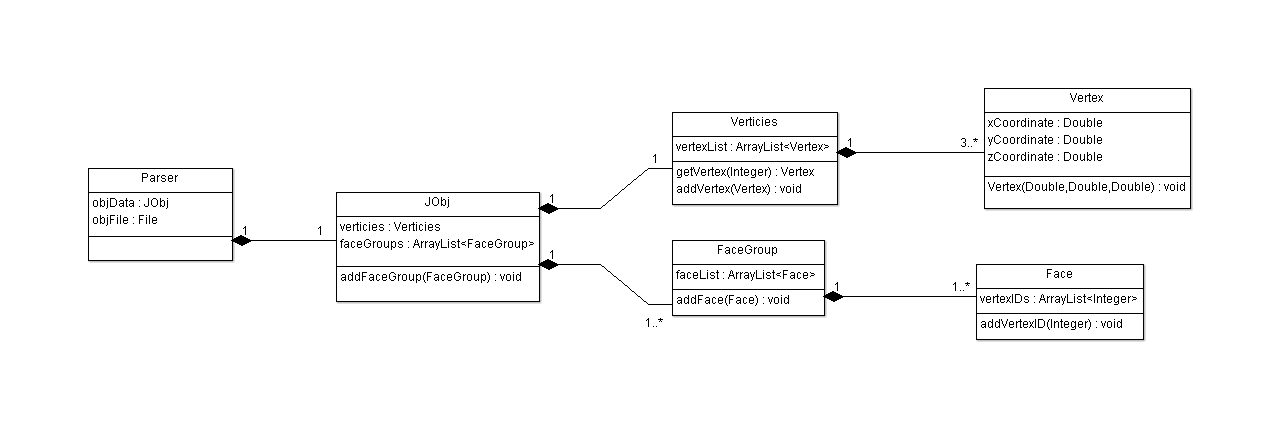 Parser
objData : JObj
objFile : File
1
1
JObj
verticies : Verticies
faceGroups : ArrayList<FaceGroup>
addFaceGroup(FaceGroup) : void
1
1
Verticies
vertexList : ArrayList<Vertex>
getVertex(Integer) : Vertex
addVertex(Vertex) : void
1
3..*
Vertex
xCoordinate : Double
yCoordinate : Double
zCoordinate : Double
Vertex(Double,Double,Double) : void
1
1..*
FaceGroup
faceList : ArrayList<Face>
addFace(Face) : void
1
1..*
Face
vertexIDs : ArrayList<Integer>
addVertexID(Integer) : void